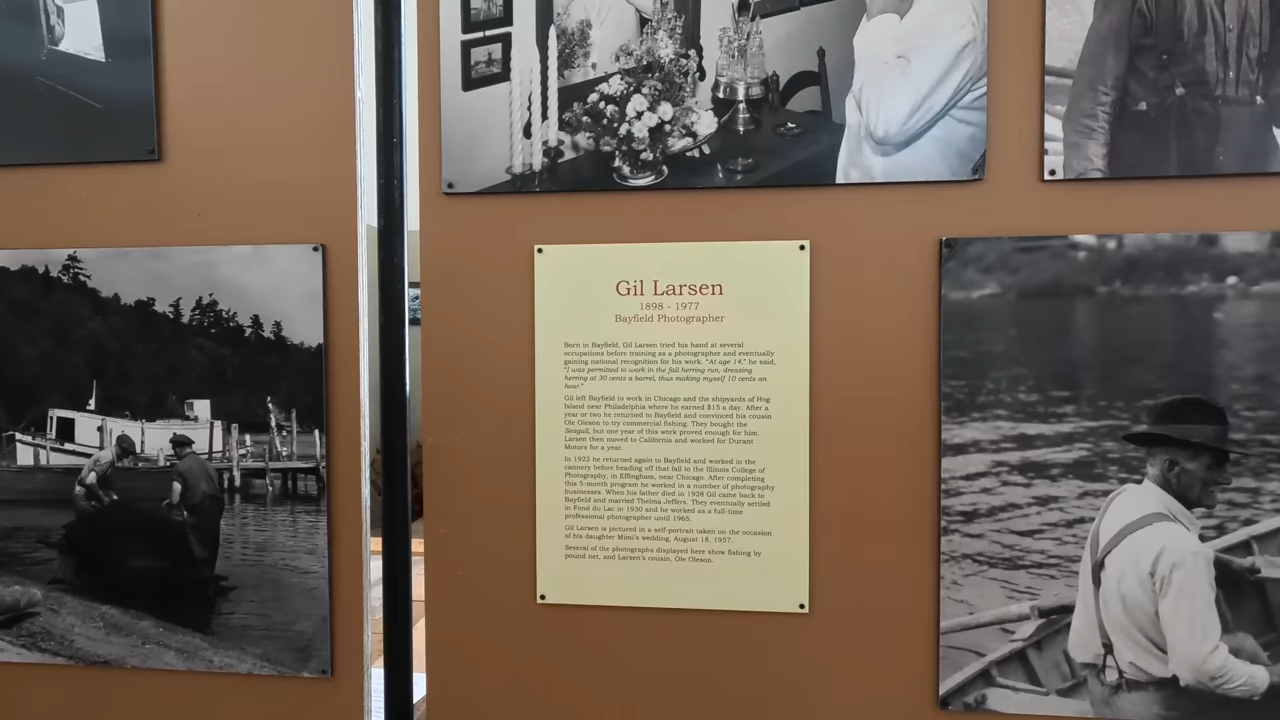 Gil Larsen
1898 - 1977
Bayfield Photographer
Born in Bayfield, Gil Larsen tried his hand at several
occupations before training as a photographer and eventually
gaining national recognition for his work. "At age 14," he said,
"I was permitted to work in the fall herring run, dressing
herring at 30 cents a barrel, thus making myself 10 cents an
hour."
Gil left Bayfield to work in Chicago and the shipyards of Hog
Island near Philadelphia where he earned $15 a day. After a
year or two he returned to Bayfield and convinced his cousin
Ole Oleson to try commercial fishing. They bought the
Seagull, but one year of this work proved enough for him.
Larsen then moved to California and worked for Durant
Motors for a year.
In 1922 he returned again to Bayfield and worked in the
cannery before heading off that fall to the Illinois College of
Photography, in Effingham, near Chicago. After completing
this 5-month program he worked in a number of photography
businesses. When his father died in 1928 Gil came back to
Bayfield and married Thelma Jeffers. They eventually settled
in Fond du Lac in 1930 and he worked as a full-time
professional photographer until 1965.
Gil Larsen is pictured in a self-portrait taken on the occasion
of his daughter Mimi's wedding, August 18, 1957.
Several of the photographs displayed here show fishing by
pound net, and Larsen's cousin, Ole Oleson.